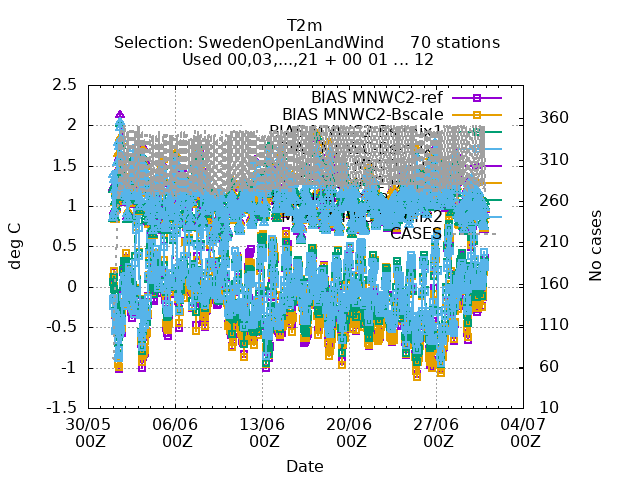 T2m
Selection: SwedenOpenLandWind 70 stations
Used 00,03,...,21 + 00 01 ... 12
BIAS MNWC2-ref
BIAS MNWC2-Bscale
CASES
2.5
2
1.5
1
0.5
0
-0.5
-1
-1.5
deg C
360
310
260
210
160
110
60
10
No cases
30/05 06/06 13/06 20/06 27/06 04/07
00Z 00Z 00Z 00Z 00Z 00Z
Date